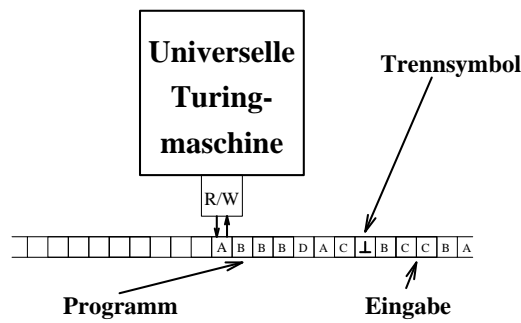 Universelle
Turing-
maschine
Trennsymbol
R/W
A B B B D A C ⊥ B C C B A
Programm
Eingabe